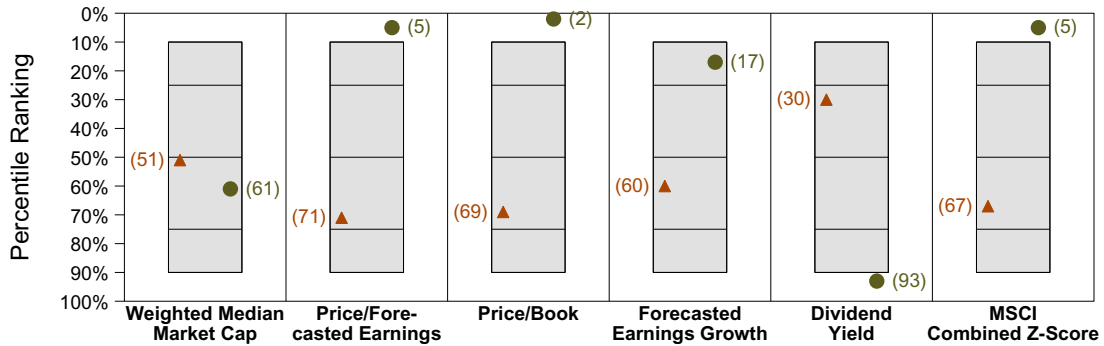 Percentile Ranking
0%
10%
20%
30%
40%
50%
60%
70%
80%
90%
100%
(51)
(61)
(5)
(71)
(2)
(69)
(17)
(60)
(30)
(93)
(5)
(67)
Weighted Median
Market Cap
Price/Fore-
casted Earnings
Price/Book
Forecasted
Earnings Growth
Dividend
Yield
MSCI
Combined Z-Score